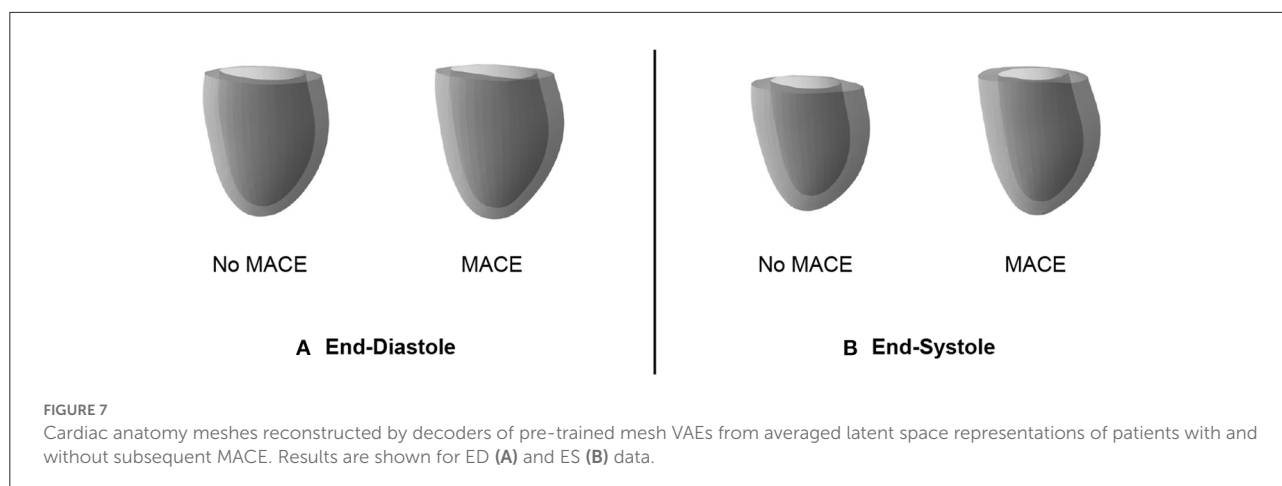 No MACE
MACE
No MACE
MACE
A End-Diastole
B End-Systole
FIGURE 7
Cardiac anatomy meshes reconstructed by decoders of pre-trained mesh VAEs from averaged latent space representations of patients with and
without subsequent MACE. Results are shown for ED (A) and ES (B) data.